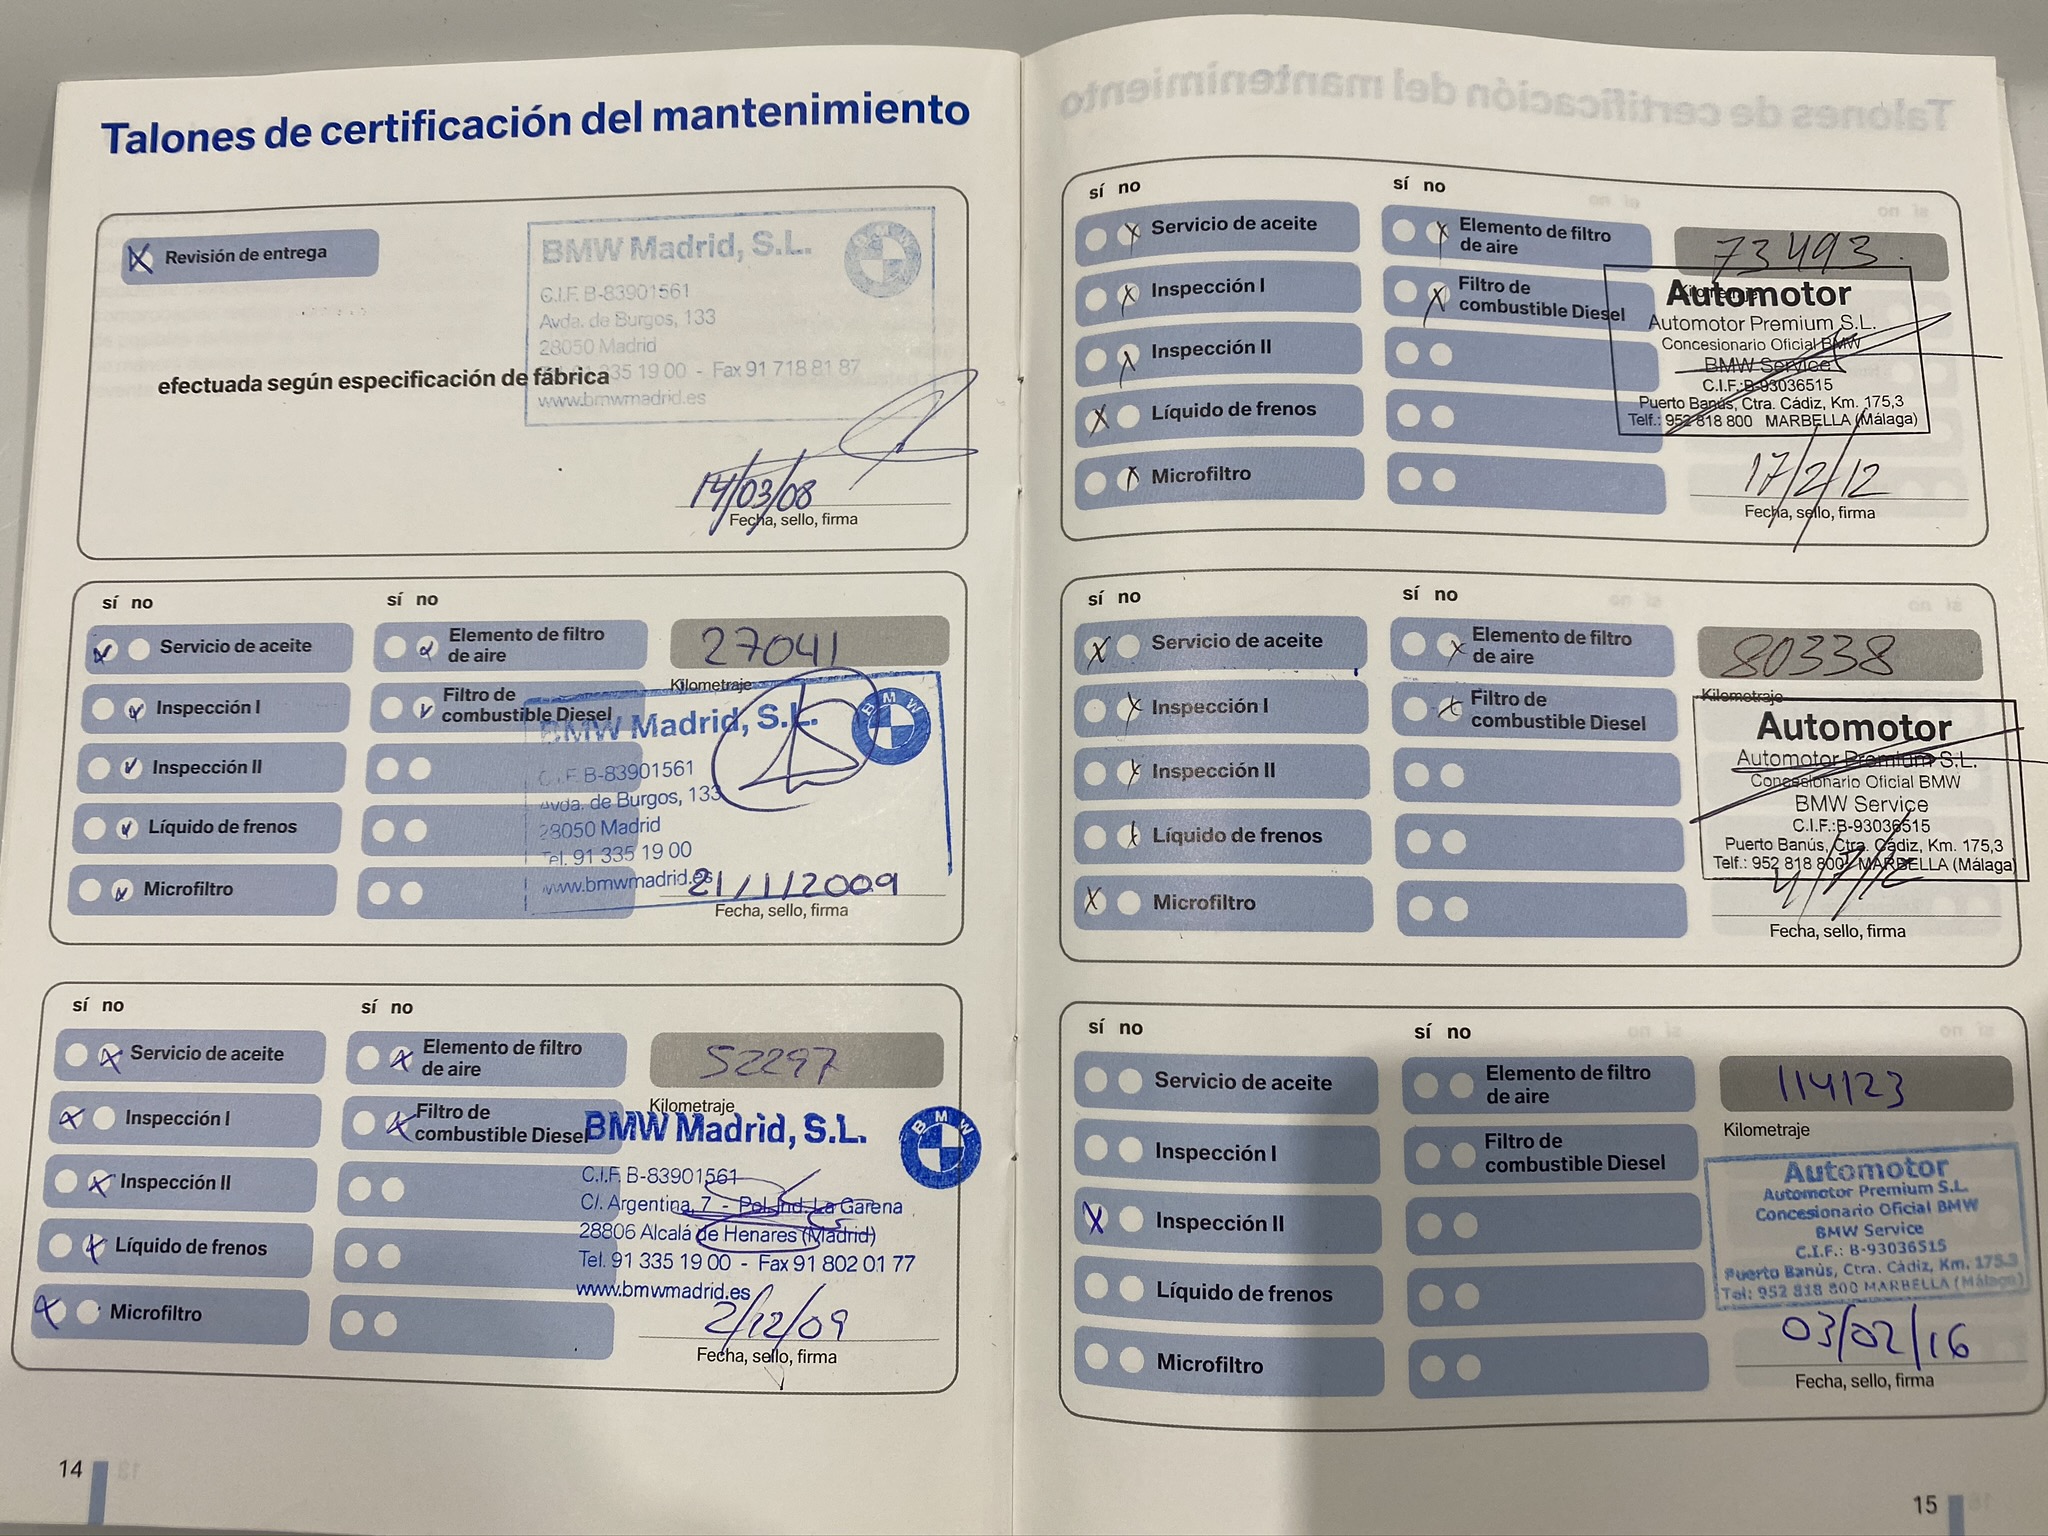 Talones de certificación del mantenimiento
Revisión de entrega
BMW Madrid, S.L.
C.I.F. B-83901561
Avda. de Burgos, 133
28050 Madrid
335 19 00 - Fax 91 718 81 87
www.bmwmadrid.es
efectuada según especificación de fábrica
14/03/08
Fecha, sello, firma
sí no
sí no
Servicio de aceite
Elemento de filtro
de aire
27041
Kilometraje
Inspección I
Filtro de
combustible Diesel
Inspección II
Líquido de frenos
Microfiltro
BMW Madrid, S.L.
BMW
C.I.F. B-83901561
Avda. de Burgos, 133
28050 Madrid
Tel. 91 335 19 00
www.bmwmadrid.es
21/1/2009
Fecha, sello, firma
sí no
sí no
Servicio de aceite
Elemento de filtro
de aire
52297
Kilometraje
Inspección I
Filtro de
combustible Diesel
Inspección II
Líquido de frenos
Microfiltro
BMW Madrid, S.L.
BMW
C.I.F. B-83901561
C/. Argentina, 7 - Pol. Ind. La Garena
28806 Alcalá de Henares (Madrid)
Tel. 91 335 19 00 - Fax 91 802 01 77
www.bmwmadrid.es
2/12/09
Fecha, sello, firma
14
sí no
sí no
Servicio de aceite
Elemento de filtro
de aire
73493
Kilometraje
Inspección I
Filtro de
combustible Diesel
Inspección II
Líquido de frenos
Microfiltro
Automotor
Automotor Premium S.L.
Concesionario Oficial BMW
BMW Service
C.I.F.:B-93036515
Puerto Banús, Ctra. Cádiz, Km. 175,3
Telf.: 952 818 800 MARBELLA (Málaga)
17/2/12
Fecha, sello, firma
sí no
sí no
Servicio de aceite
Elemento de filtro
de aire
80338
Kilometraje
Inspección I
Filtro de
combustible Diesel
Inspección II
Líquido de frenos
Microfiltro
Automotor
Automotor Premium S.L.
Concesionario Oficial BMW
BMW Service
C.I.F.:B-93036515
Puerto Banús, Ctra. Cádiz, Km. 175,3
Telf.: 952 818 800 MARBELLA (Málaga)
Fecha, sello, firma
sí no
sí no
Servicio de aceite
Elemento de filtro
de aire
114123
Kilometraje
Inspección I
Filtro de
combustible Diesel
Inspección II
Líquido de frenos
Microfiltro
Automotor
Automotor Premium S.L.
Concesionario Oficial BMW
BMW Service
C.I.F.: B-93036515
Puerto Banús, Ctra. Cádiz, Km. 175.3
Tel: 952 818 800 MARBELLA (Málaga)
03/02/16
Fecha, sello, firma
15